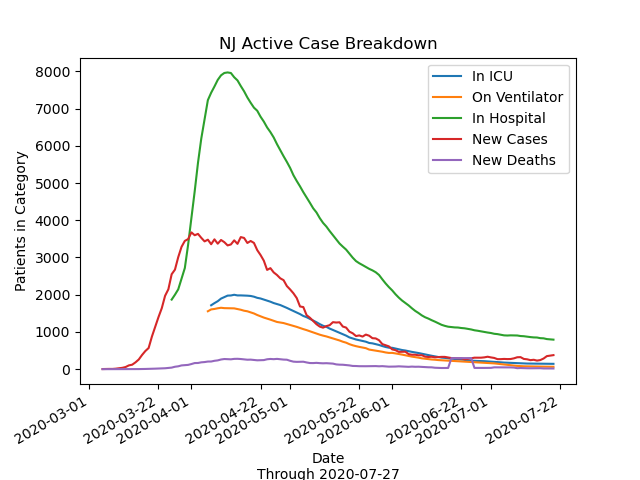 NJ Active Case Breakdown
In ICU
On Ventilator
In Hospital
New Cases
New Deaths
Patients in Category
8000
7000
6000
5000
4000
3000
2000
1000
0
2020-03-01
2020-03-22
2020-04-01
2020-04-22
2020-05-01
2020-05-22
2020-06-01
2020-06-22
2020-07-01
2020-07-22
Date
Through 2020-07-27